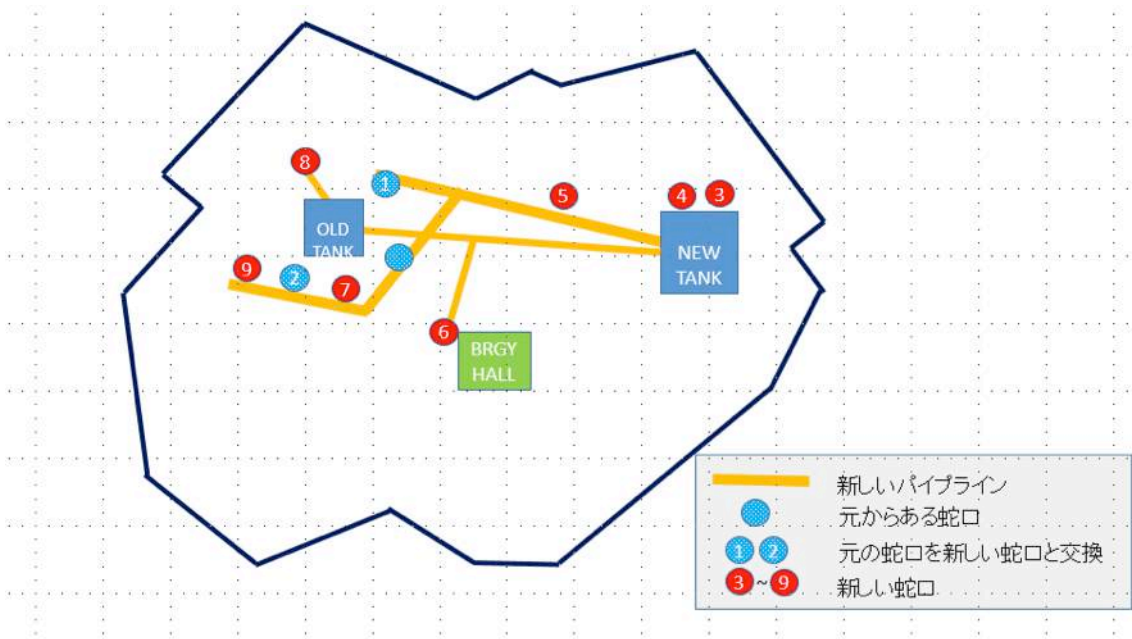 8
1
5
4
3
OLD
TANK
NEW
TANK
9
2
7
6
BRGY
HALL
新しいパイプライン
元からある蛇口
1 2 元の蛇口を新しい蛇口と交換
3 ~ 9 新しい蛇口